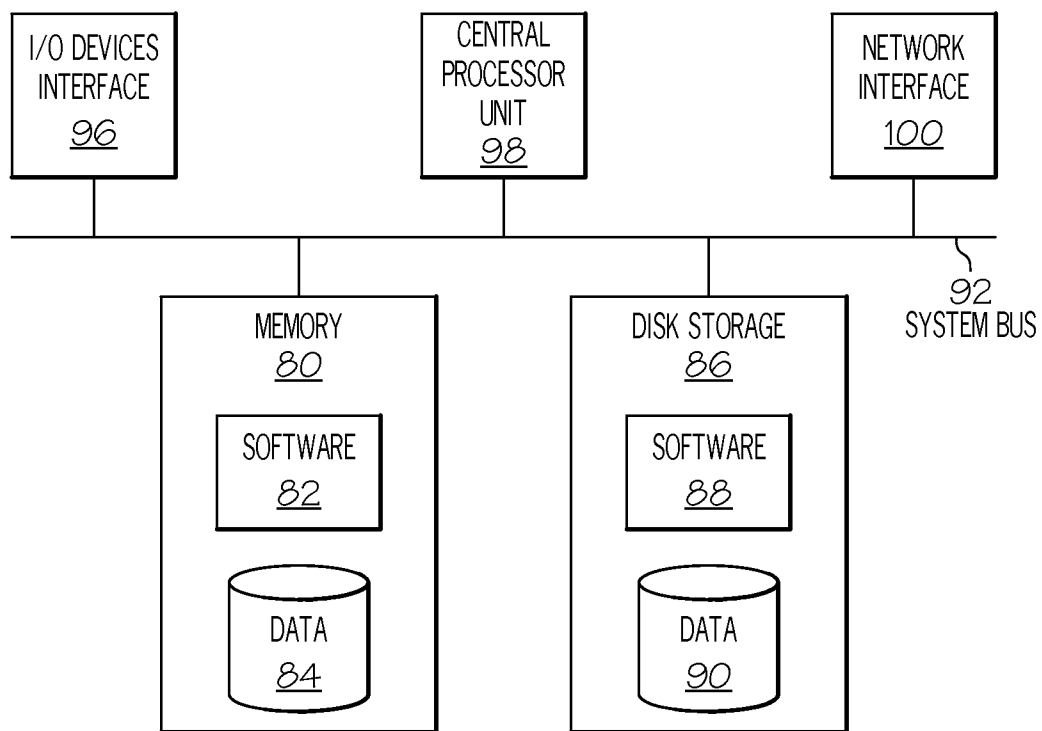 I/O DEVICES
INTERFACE
96
CENTRAL
PROCESSOR
UNIT
98
NETWORK
INTERFACE
100
92
SYSTEM BUS
MEMORY
80
SOFTWARE
82
DATA
84
DISK STORAGE
86
SOFTWARE
88
DATA
90